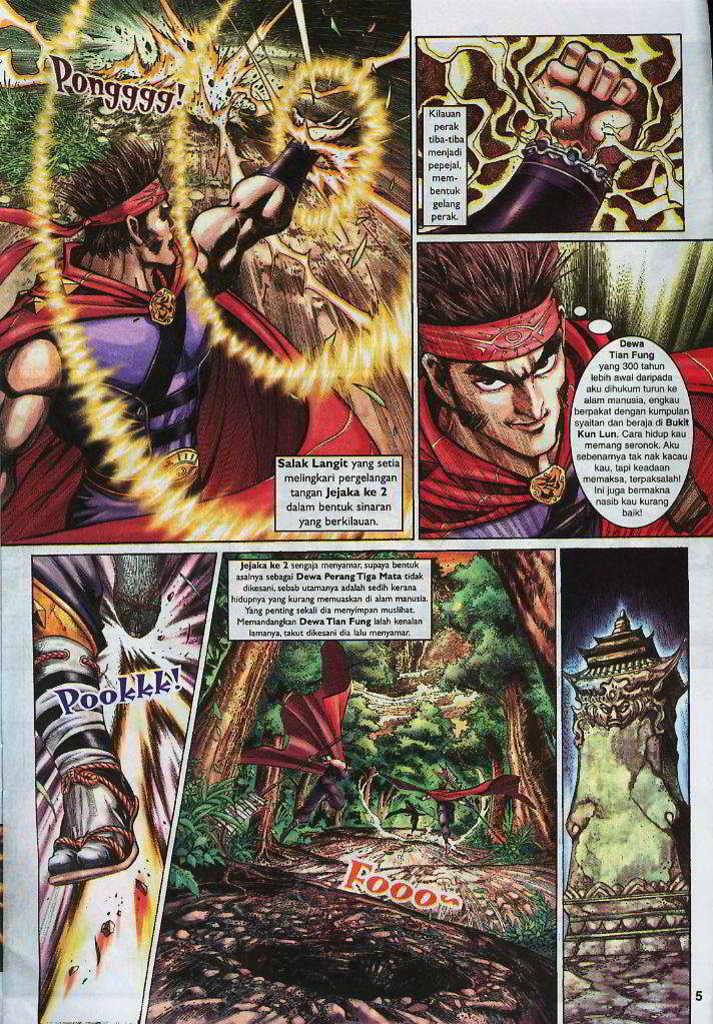 Pongggg!
Kilauan
perak
tiba-tiba
menjadi
pepejal,
mem-
bentuk
gelang
perak.
Salak Langit yang setia
melingkari pergelangan
tangan Jejaka ke 2
dalam bentuk sinaran
yang berkilauan.
Dewa
Tian Fung
yang 300 tahun
lebih awal daripada
aku dihukum turun ke
alam manusia, engkau
berpakat dengan kumpulan
syaitan dan beraja di Bukit
Kun Lun. Cara hidup kau
memang seronok. Aku
sebenarnya tak nak kacau
kau, tapi keadaan
memaksa, terpaksalah!
Ini juga bermakna
nasib kau kurang
baik!
Pookkk!
Jejaka ke 2 sengaja menyamar, supaya bentuk
asalnya sebagai Dewa Perang Tiga Mata tidak
dikesani, sebab utamanya adalah sedih kerana
hidupnya yang kurang memuaskan di alam manusia.
Yang penting sekali dia menyimpan muslihat.
Memandangkan Dewa Tian Fung ialah kenalan
lamanya, takut dikesani dia lalu menyamar.
Fooo~
5